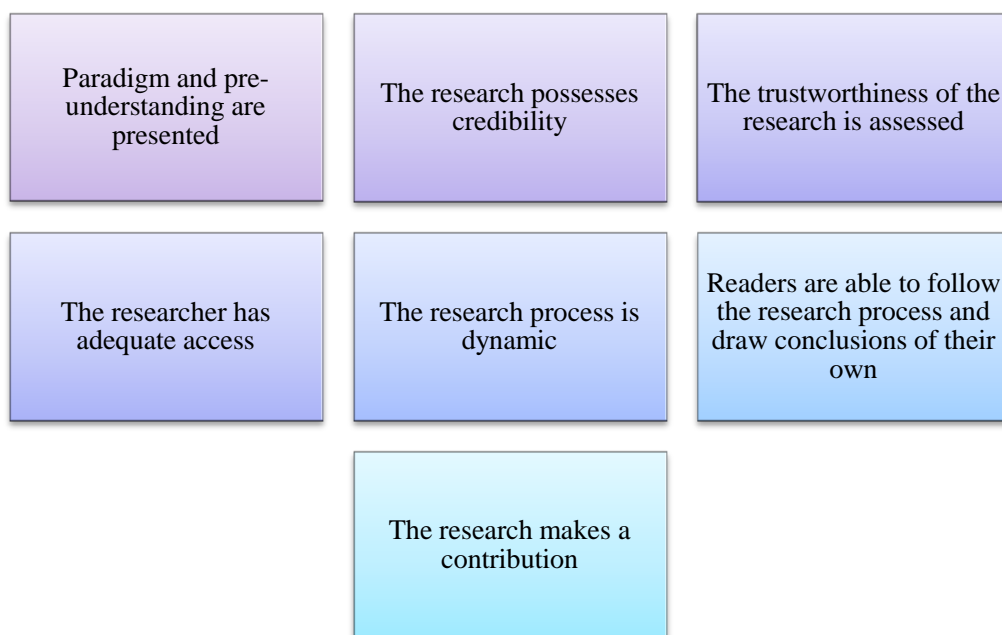 Paradigm and pre-
understanding are
presented
The research possesses
credibility
The trustworthiness of the
research is assessed
The researcher has
adequate access
The research process is
dynamic
Readers are able to follow
the research process and
draw conclusions of their
own
The research makes a
contribution